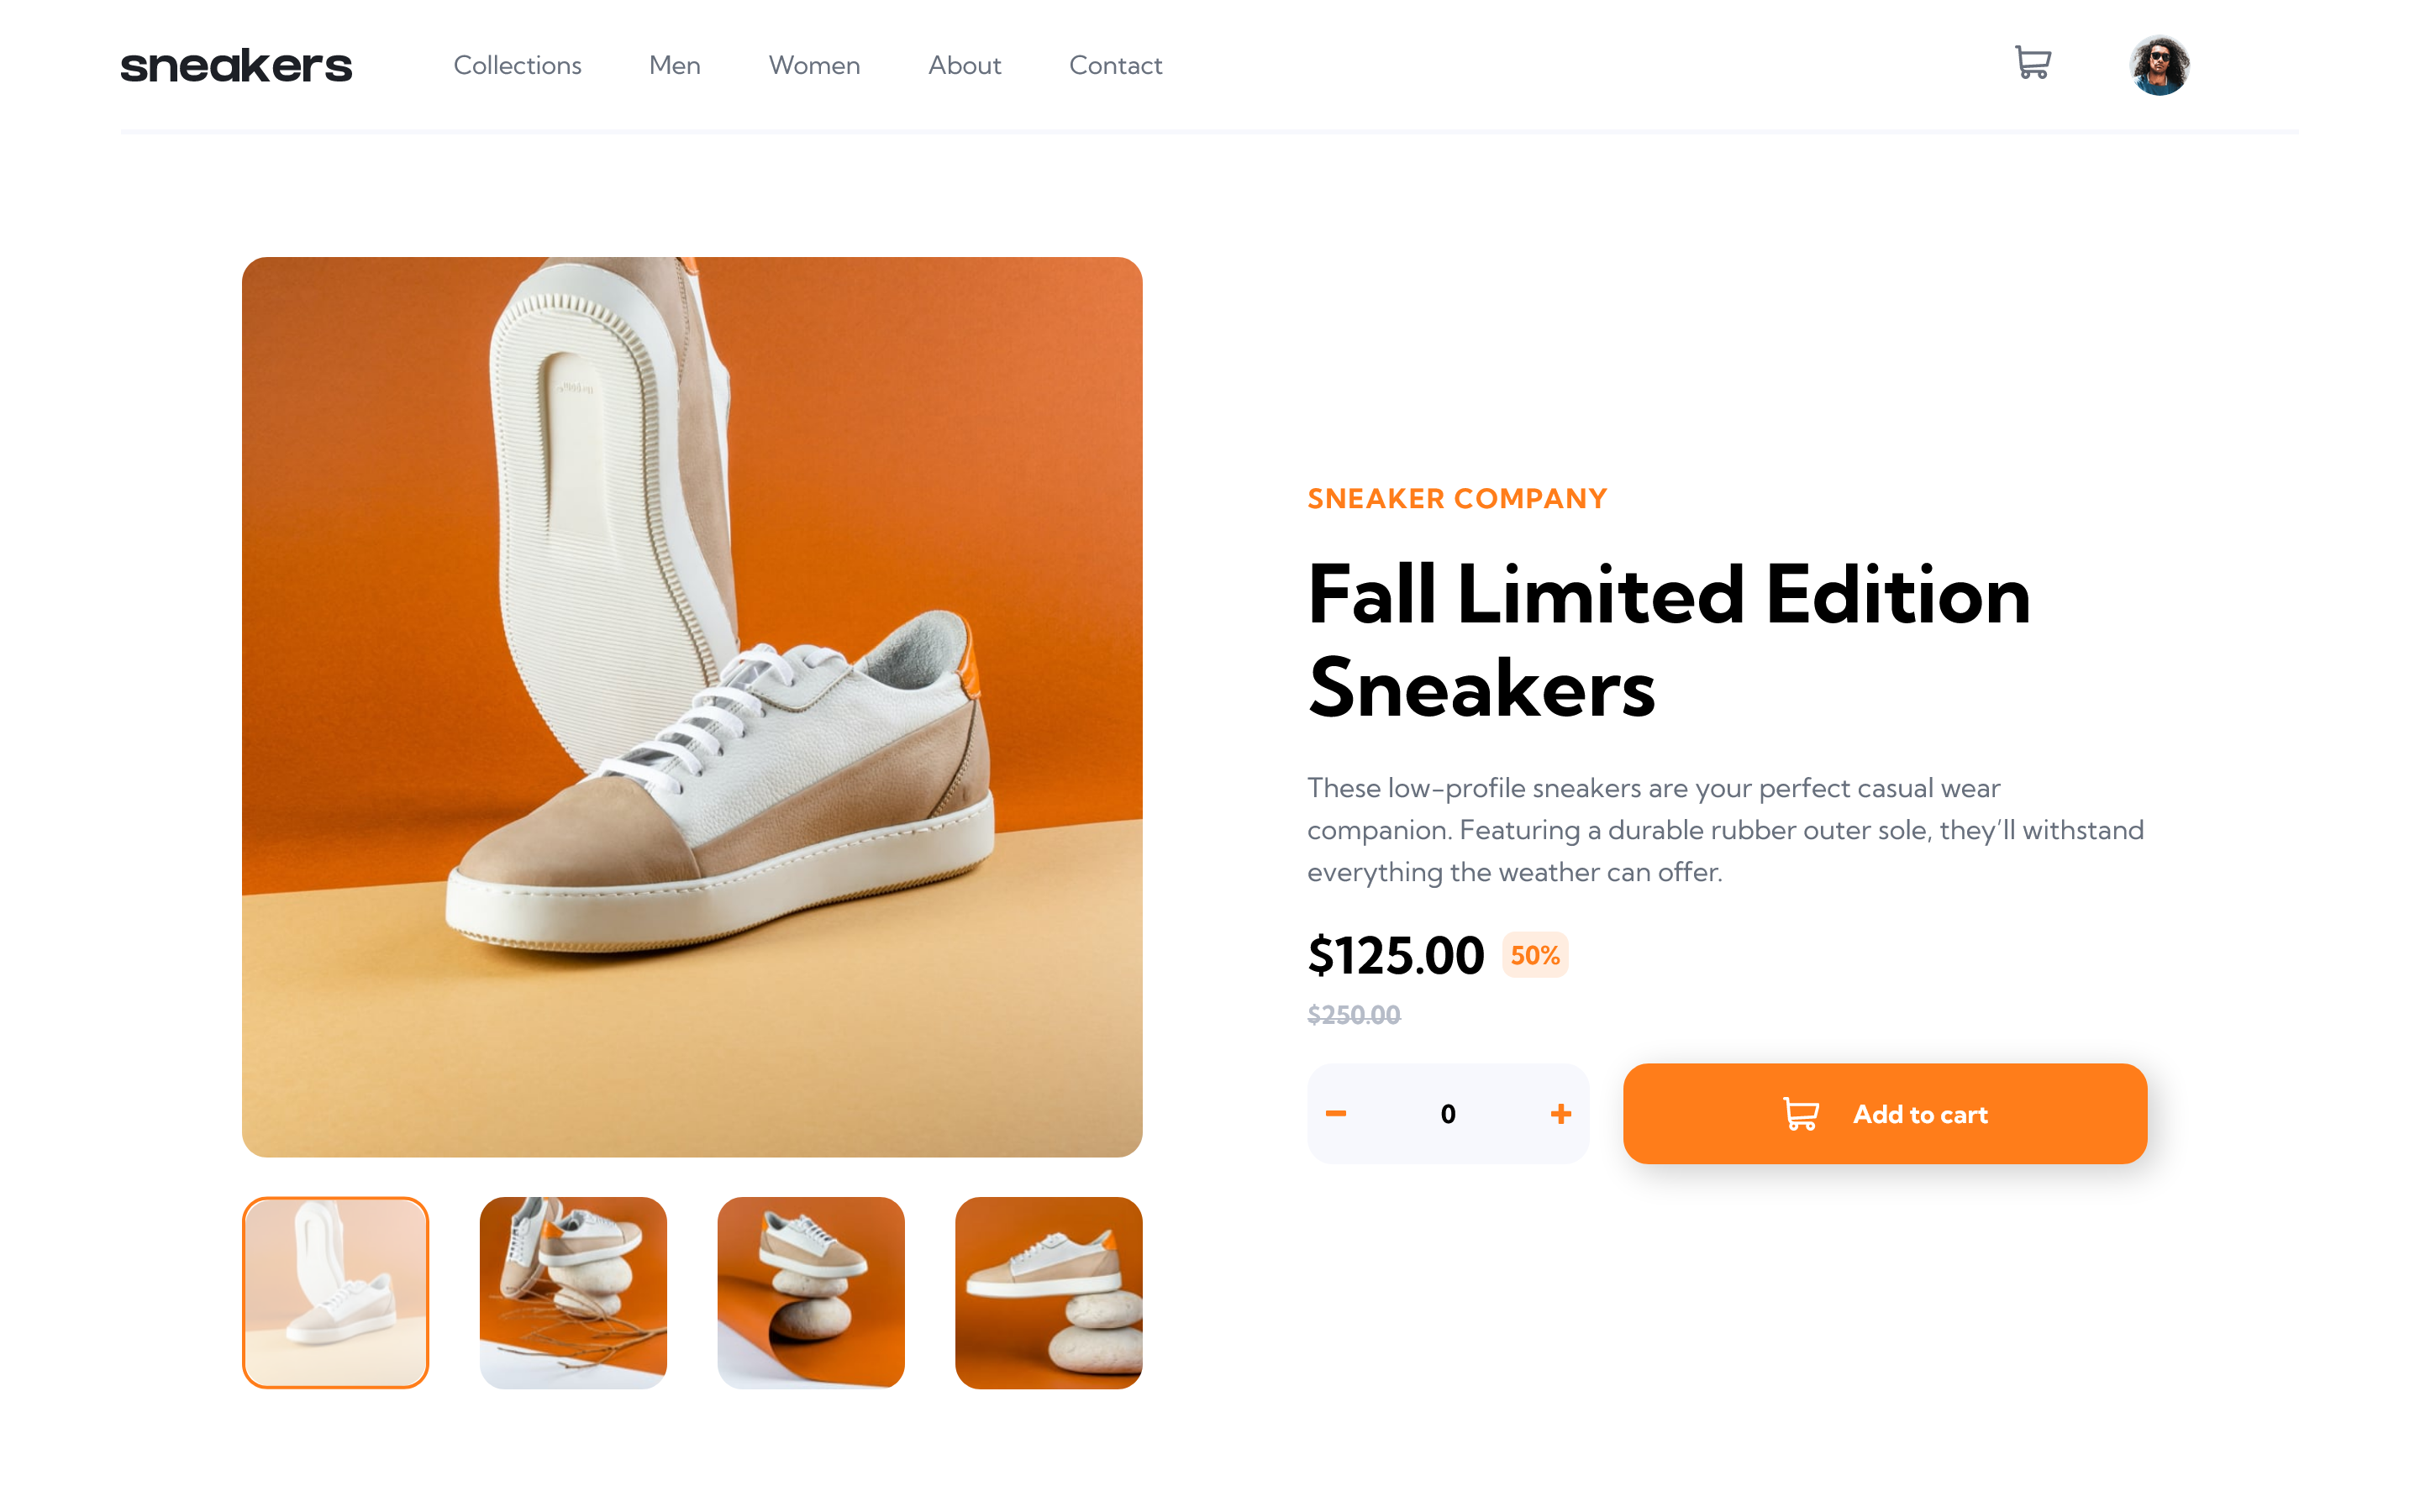 sneakers
Collections
Men
Women
About
Contact
SNEAKER COMPANY
Fall Limited Edition
Sneakers
These low-profile sneakers are your perfect casual wear
companion. Featuring a durable rubber outer sole, they’ll withstand
everything the weather can offer.
$125.00
50%
$250.00
0
Add to cart